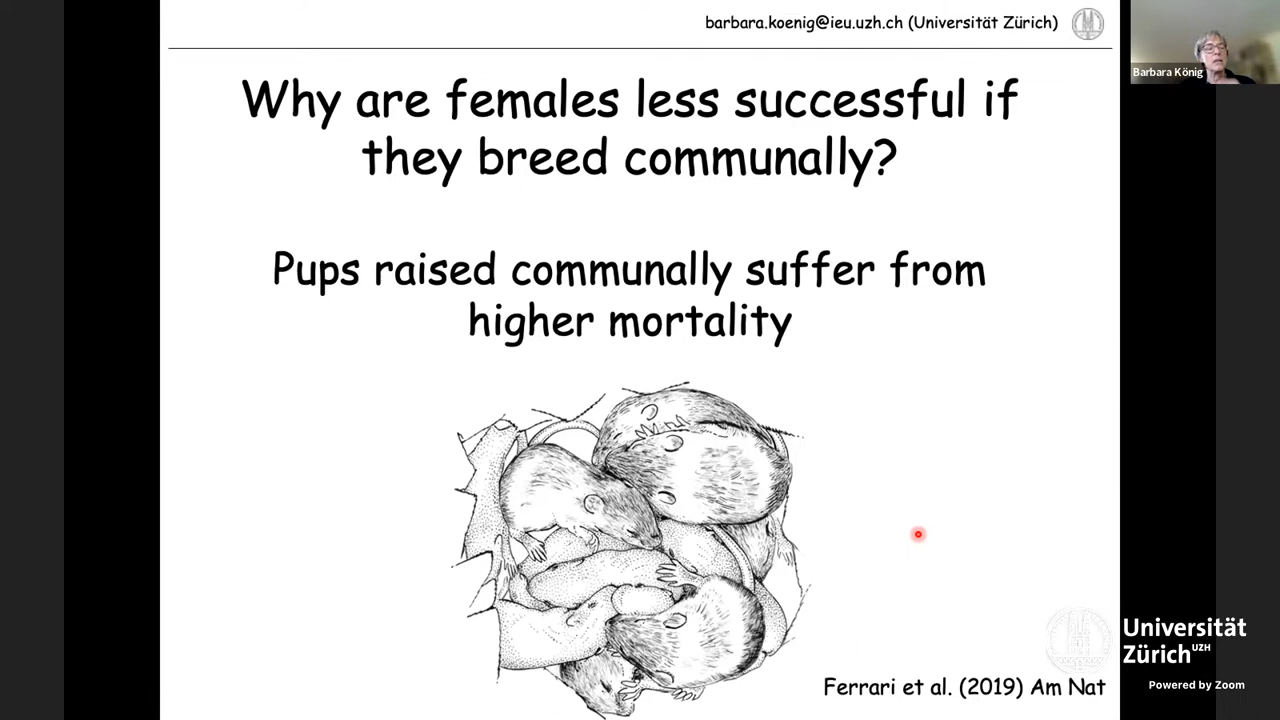 barbara.koenig@ieu.uzh.ch (Universität Zürich)
Barbara König
Why are females less successful if
they breed communally?
Pups raised communally suffer from
higher mortality
Universität
Zürich UZH
Powered by Zoom
Ferrari et al. (2019) Am Nat